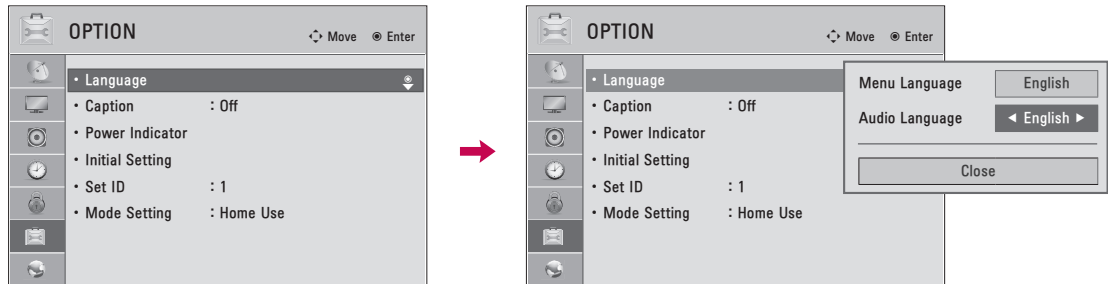 OPTION
Move Enter
• Language
• Caption : Off
• Power Indicator
• Initial Setting
• Set ID : 1
• Mode Setting : Home Use
OPTION
Move Enter
• Language
• Caption : Off
• Power Indicator
• Initial Setting
• Set ID : 1
• Mode Setting : Home Use
Menu Language English
Audio Language ◄ English ►
Close